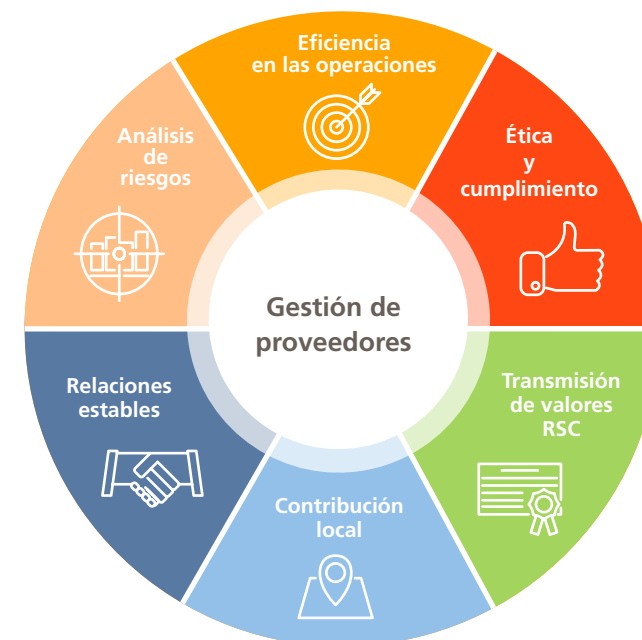 Eficiencia
en las operaciones
Ética
y
cumplimiento
Transmisión
de valores
RSC
Contribución
local
Relaciones
estables
Análisis
de
riesgos
Gestión de
proveedores